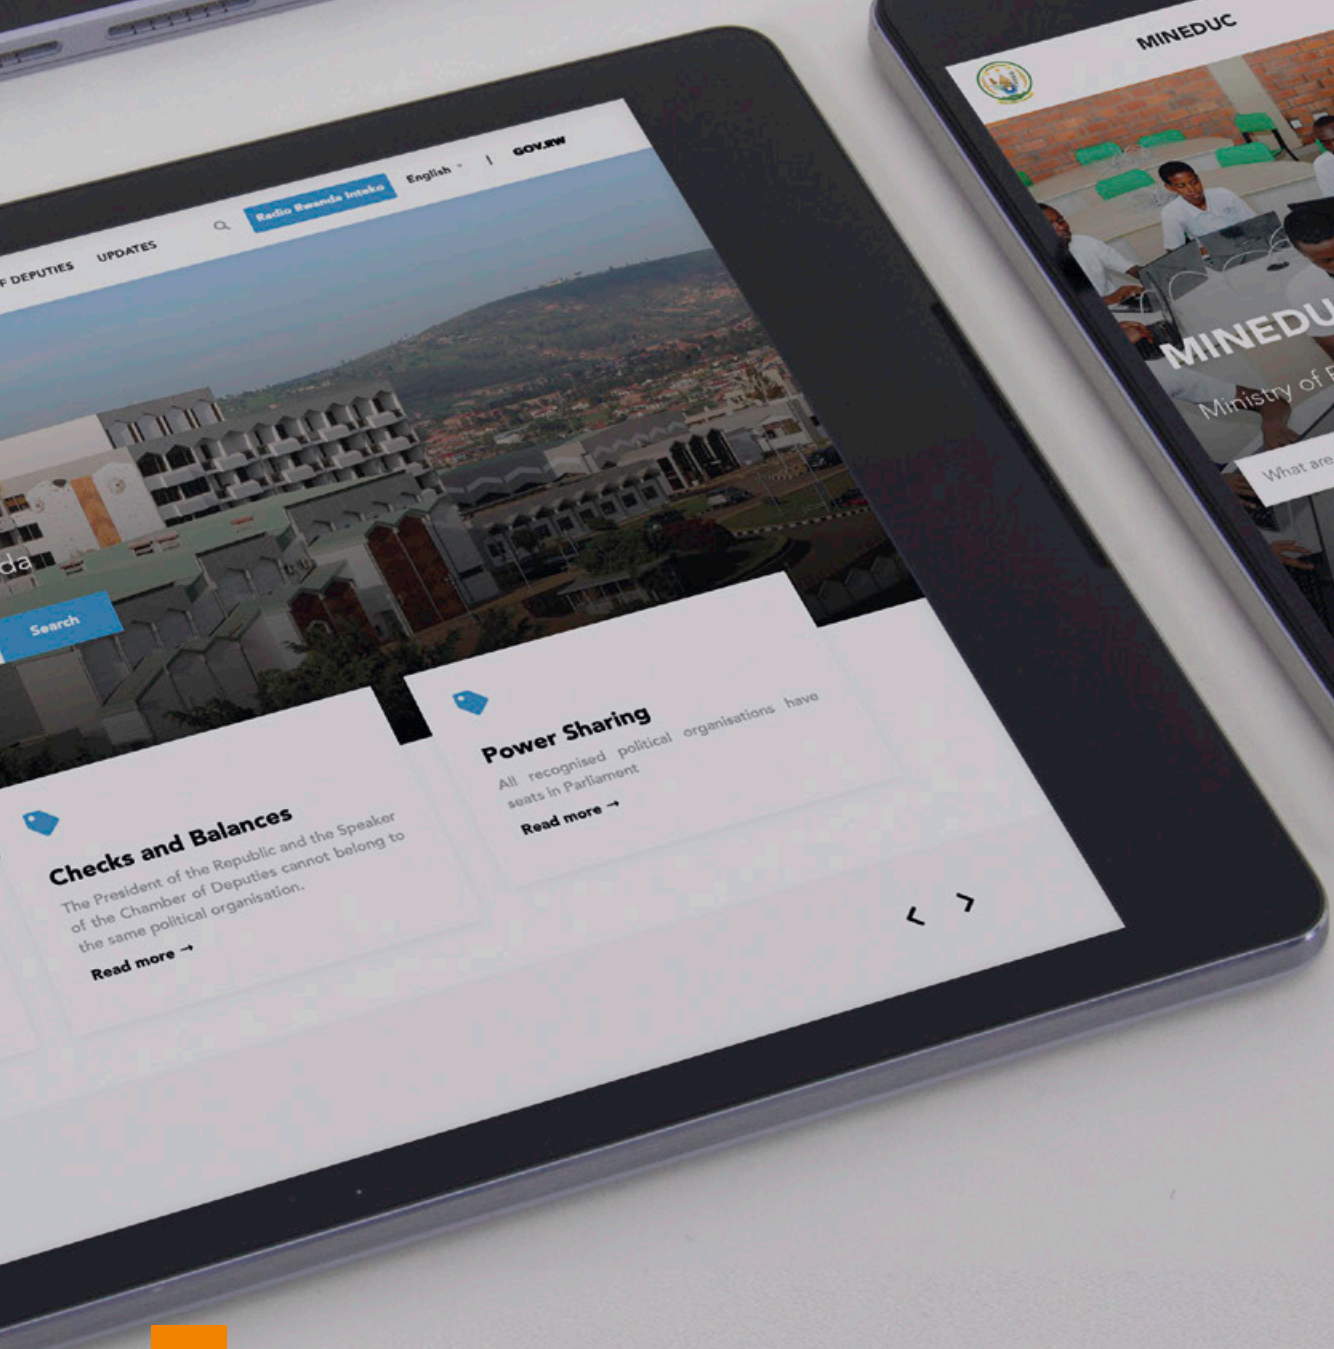 F DEPUTIES
UPDATES
Radio Rwanda Inteko
English
|
GOV.RW
da
Search
Checks and Balances
The President of the Republic and the Speaker
of the Chamber of Deputies cannot belong to
the same political organisation.
Read more →
Power Sharing
All recognised political organisations have
seats in Parliament
Read more →
MINEDUC
MINEDU
Ministry of
What are